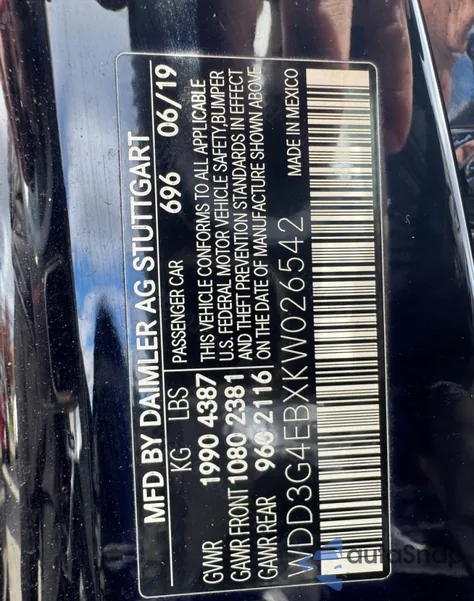 MFD BY DAIMLER AG STUTTGART
KG LBS 696 06/19
PASSENGER CAR
GVWR 1990 4387
GAWR FRONT 1080 2381
GAWR REAR 960 2116
THIS VEHICLE CONFORMS TO ALL APPLICABLE
U.S. FEDERAL MOTOR VEHICLE SAFETY, BUMPER
AND THEFT PREVENTION STANDARDS IN EFFECT
ON THE DATE OF MANUFACTURE SHOWN ABOVE
WDD3G4EBXKW026542
MADE IN MEXICO
autoSnap